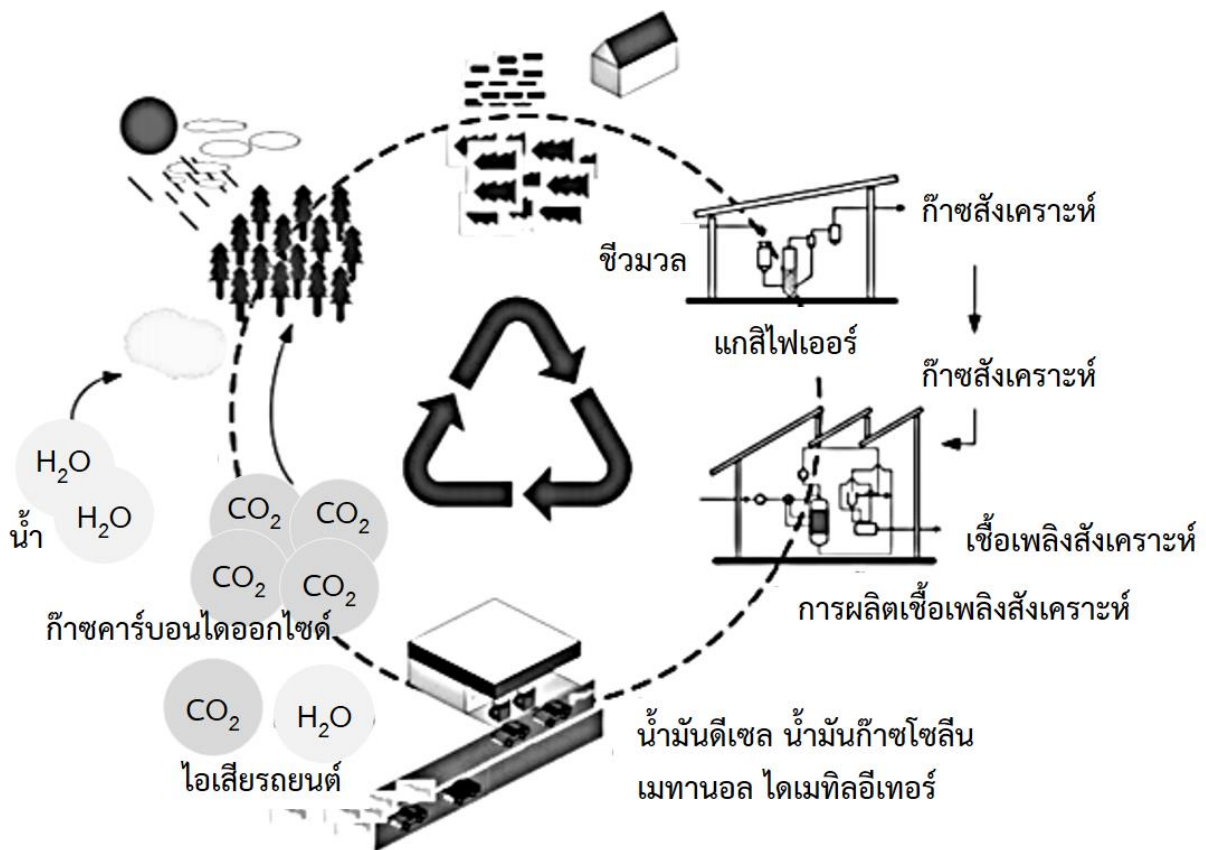 ก๊าซสังเคราะห์
ชีวมวล
แกสิไฟเออร์
ก๊าซสังเคราะห์
H₂O
H₂O
น้ำ
CO₂
CO₂
CO₂
CO₂
ก๊าซคาร์บอนไดออกไซด์
เชื้อเพลิงสังเคราะห์
การผลิตเชื้อเพลิงสังเคราะห์
CO₂
H₂O
ไอเสียรถยนต์
น้ำมันดีเซล น้ำมันก๊าซโซลีน
เมทานอล ไดเมทิลอีเทอร์